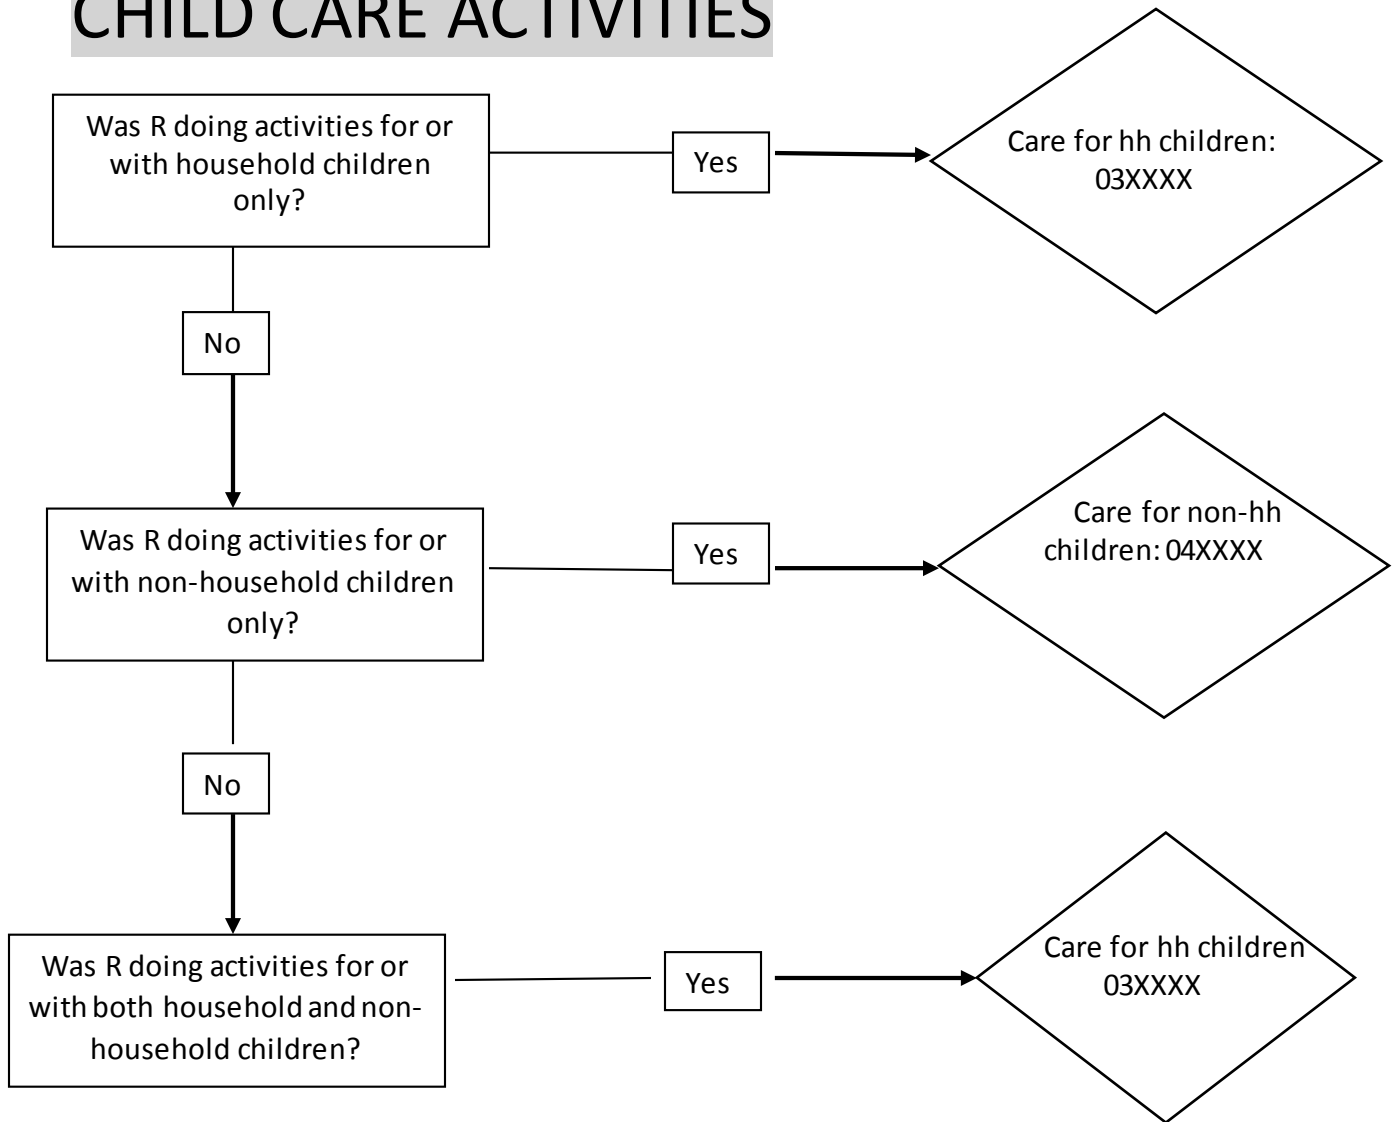 CHILD CARE ACTIVITIES
Was R doing activities for or
with household children
only?
Yes
Care for hh children:
03XXXX
No
Was R doing activities for or
with non-household children
only?
Yes
Care for non-hh
children: 04XXXX
No
Was R doing activities for or
with both household and non-
household children?
Yes
Care for hh children
03XXXX